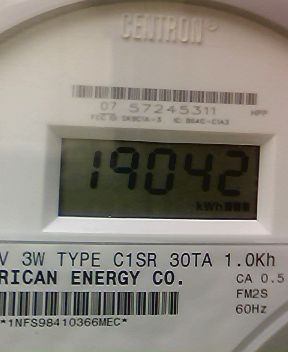 CENTRON®
07 57245311 HPP
19042
kWh
V 3W TYPE C1SR 30TA 1.0Kh
RICAN ENERGY CO. CA 0.5
FM2S
*1NFS98410366MEC* 60Hz